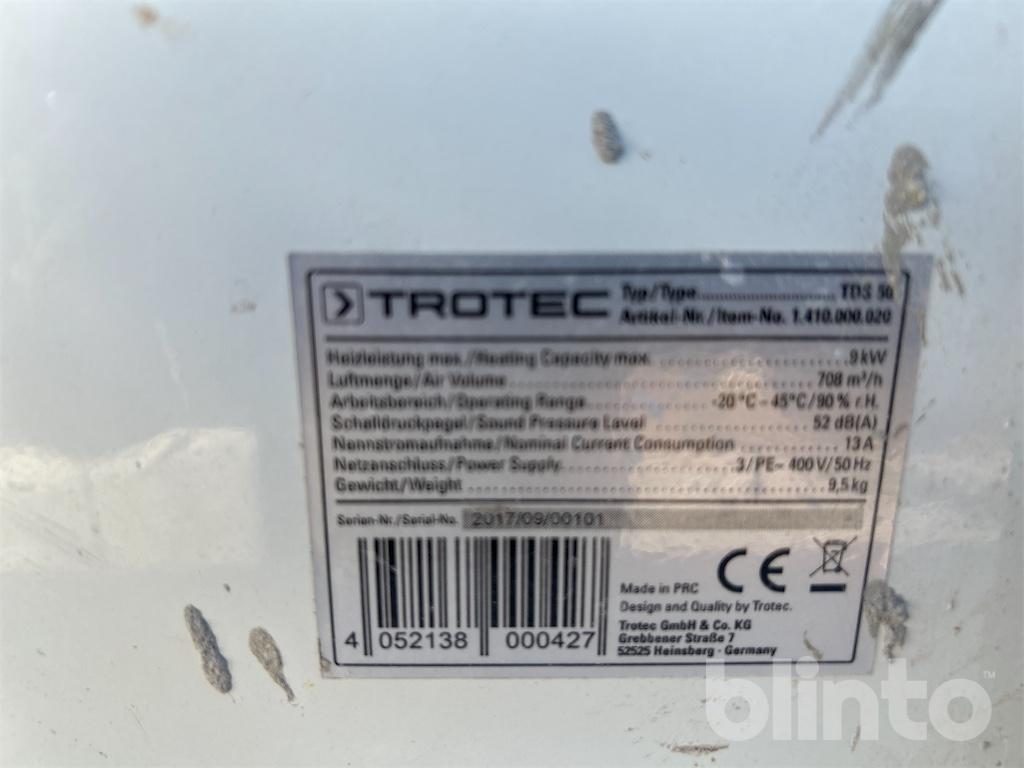 TROTEC
Typ/Type.............................. TDS 50
Artikel-Nr./Item-No. 1.410.000.020
Heizleistung max./Heating Capacity max. ........................ 9 kW
Luftmenge/Air Volume ........................ 708 m³/h
Arbeitsbereich/Operating Range ............ -20°C – 45°C/90 % r.H.
Schalldruckpegel/Sound Pressure Level ................ 52 dB(A)
Nennstromaufnahme/Nominal Current Consumption ............ 13 A
Netzanschluss/Power Supply ................ 3/PE~ 400 V/50 Hz
Gewicht/Weight ........................ 9,5 kg
Serien-Nr./Serial-No. 2017/09/00101
CE
Made in PRC
Design and Quality by Trotec.
Trotec GmbH & Co. KG
Grebbener Straße 7
52525 Heinsberg · Germany
4 052138 000427
blinto™